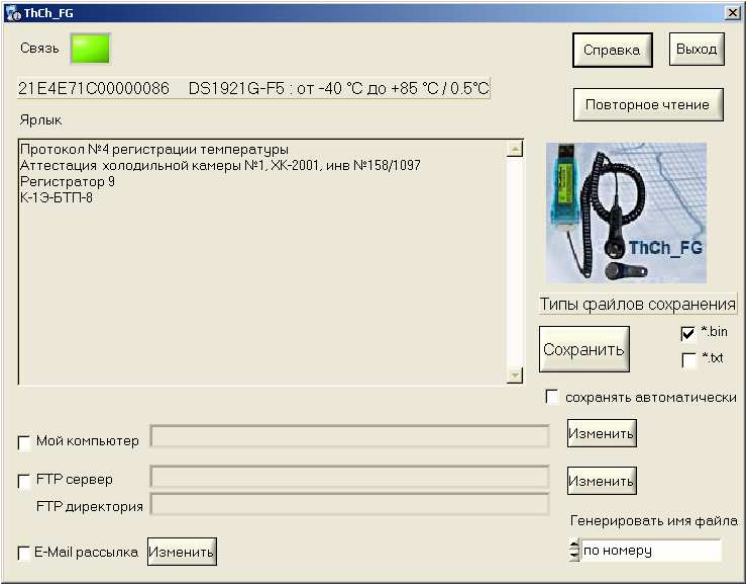 ThCh_FG
Связь
Справка
Выход
21E4E71C00000086 DS1921G-F5 : от -40 °C до +85 °C / 0.5°C
Повторное чтение
Ярлык
Протокол №4 регистрации температуры
Аттестация холодильной камеры №1, ХК-2001, инв №158/1097
Регистратор 9
К-1Э-БТП-8
ThCh_FG
Типы файлов сохранения
Сохранить
*.bin
*.txt
сохранять автоматически
Мой компьютер
Изменить
FTP сервер
Изменить
FTP директория
Генерировать имя файла
E-Mail рассылка
Изменить
по номеру